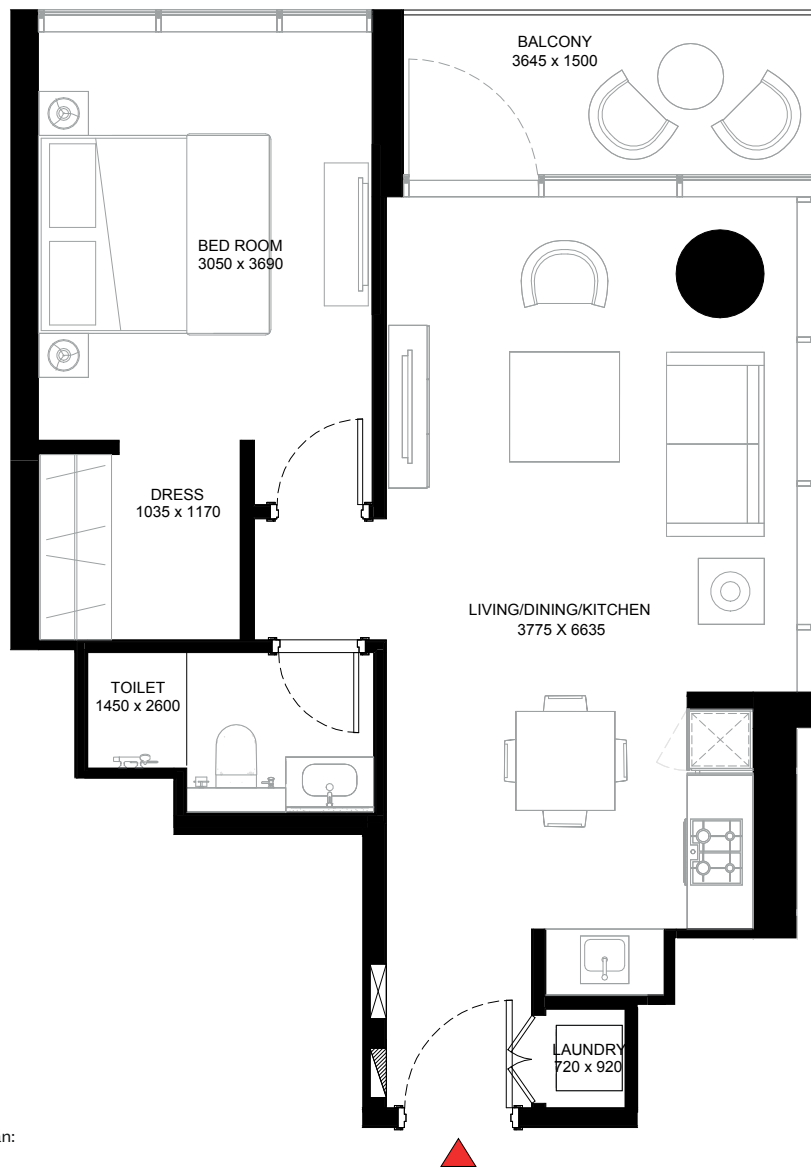 BALCONY
3645 x 1500
BED ROOM
3050 x 3690
DRESS
1035 x 1170
LIVING/DINING/KITCHEN
3775 X 6635
TOILET
1450 x 2600
LAUNDRY
720 x 920
an: